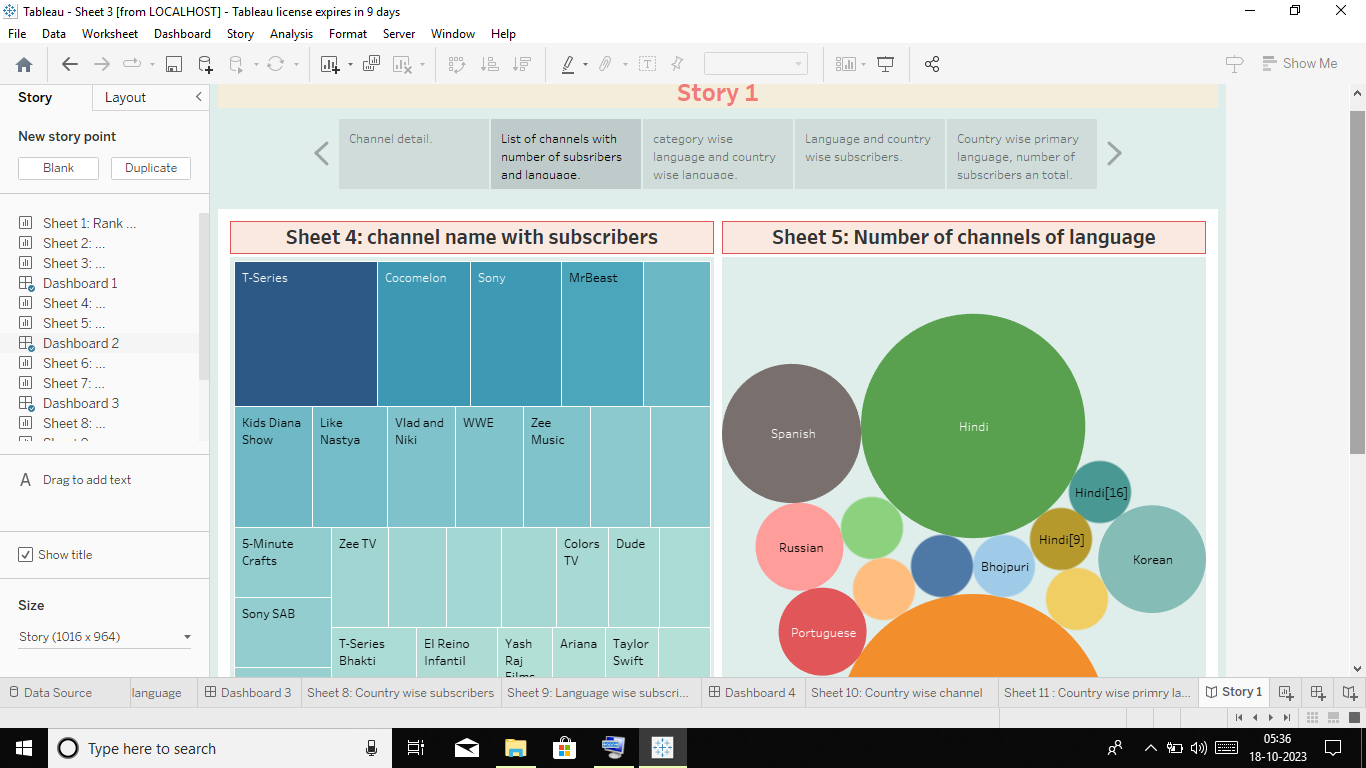 Tableau - Sheet 3 [from LOCALHOST] - Tableau license expires in 9 days
File Data Worksheet Dashboard Story Analysis Format Server Window Help
Show Me
Story Layout
New story point
Blank Duplicate
Sheet 1: Rank ...
Sheet 2: ...
Sheet 3: ...
Dashboard 1
Sheet 4: ...
Sheet 5: ...
Dashboard 2
Sheet 6: ...
Sheet 7: ...
Dashboard 3
Sheet 8: ...
A Drag to add text
Show title
Size
Story (1016 x 964)
Story 1
Channel detail.
List of channels with
number of subsribers
and language.
category wise
language and country
wise language.
Language and country
wise subscribers.
Country wise primary
language, number of
subscribers an total.
Sheet 4: channel name with subscribers
T-Series Cocomelon Sony MrBeast
Kids Diana
Show
Like
Nastya
Vlad and
Niki
WWE
Zee
Music
5-Minute
Crafts
Zee TV
Colors
TV
Dude
Sony SAB
T-Series
Bhakti
El Reino
Infantil
Yash
Raj
Films
Ariana
Taylor
Swift
Sheet 5: Number of channels of language
Hindi
Spanish
Hindi[16]
Hindi[9]
Russian
Korean
Bhojpuri
Portuguese
Data Source language Dashboard 3 Sheet 8: Country wise subscribers Sheet 9: Language wise subscri... Dashboard 4 Sheet 10: Country wise channel Sheet 11 : Country wise primry la... Story 1
Type here to search
05:36
18-10-2023